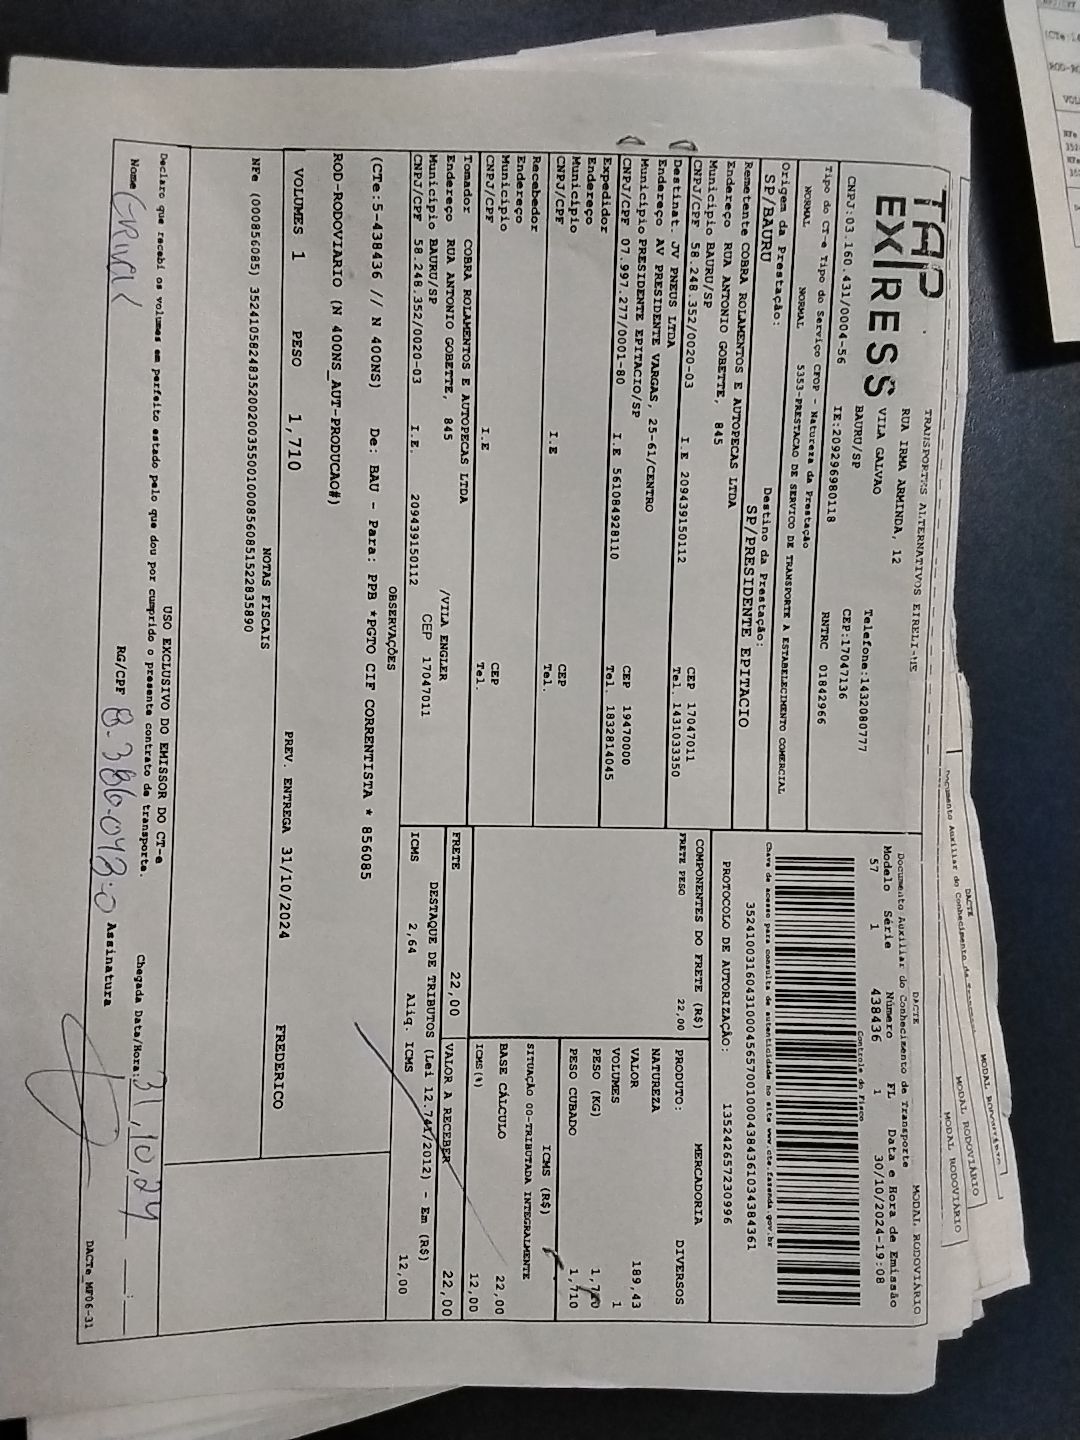 TAP EXPRESS
TRANSPORTES ALTERNATIVOS EIRELI-ME
RUA IRMA ARMINDA, 12
VILA GALVAO
BAURU/SP
Telefone:1432080777
CEP:17047136
CNPJ:03.160.431/0004-56 IE:209296980118 RNTRC 01842966
DACTE MODAL RODOVIÁRIO
Documento Auxiliar do Conhecimento de Transporte
Modelo Série Número FL Data e Hora de Emissão
57 1 438436 1 30/10/2024-19:08
Controle do Fisco
Tipo do CT-e Tipo do Serviço CFOP - Natureza da Prestação
NORMAL NORMAL 5353-PRESTACAO DE SERVICO DE TRANSPORTE A ESTABELECIMENTO COMERCIAL
Chave de acesso para consulta de autenticidade no site www.cte.fazenda.gov.br
Origem da Prestação: Destino da Prestação:
SP/BAURU SP/PRESIDENTE EPITACIO
PROTOCOLO DE AUTORIZAÇÃO: 135242657230996
Remetente COBRA ROLAMENTOS E AUTOPECAS LTDA
Endereço RUA ANTONIO GOBETTE, 845
Município BAURU/SP CEP 17047011
CNPJ/CPF 58.248.352/0020-03 I.E 209439150112 Tel. 1431033350
Destinat. JV PNEUS LTDA
Endereço AV PRESIDENTE VARGAS, 25-61/CENTRO
Município PRESIDENTE EPITACIO/SP CEP 19470000
CNPJ/CPF 07.997.277/0001-80 I.E 561084928110 Tel. 1832814045
Expedidor
Endereço
Município CEP
CNPJ/CPF I.E Tel.
Recebedor
Endereço
Município CEP
CNPJ/CPF I.E Tel.
Tomador COBRA ROLAMENTOS E AUTOPECAS LTDA
Endereço RUA ANTONIO GOBETTE, 845 /VILA ENGLER
Município BAURU/SP CEP 17047011
CNPJ/CPF 58.248.352/0020-03 I.E. 209439150112
COMPONENTES DO FRETE (R$)
FRETE PESO 22,00
PRODUTO: MERCADORIA DIVERSOS
NATUREZA
VALOR 189,43
VOLUMES 1
PESO (KG)
PESO CUBADO 1,710
ICMS (R$)
SITUAÇÃO 00-TRIBUTADA INTEGRALMENTE
BASE CÁLCULO 22,00
ICMS(%) 12,00
FRETE 22,00 VALOR A RECEBER 22,00
DESTAQUE DE TRIBUTOS (Lei 12.741/2012) - Em (R$)
ICMS 2,64 Aliq. ICMS 12,00
OBSERVAÇÕES
(CTe:5-438436 // N 400NS) De: BAU - Para: PPB *PGTO CIF CORRENTISTA * 856085
ROD-RODOVIARIO (N 400NS_AUT-PRODUCAO#)
VOLUMES 1 PESO 1,710 PREV. ENTREGA 31/10/2024 FREDERICO
NOTAS FISCAIS
NFe (000856085)
USO EXCLUSIVO DO EMISSOR DO CT-e
Declaro que recebi os volumes em perfeito estado pelo que dou por cumprido o presente contrato de transporte. Chegada Data/Hora: 31,10,24
Nome RG/CPF 8.386.048-0 Assinatura
DACTe_MF06-31